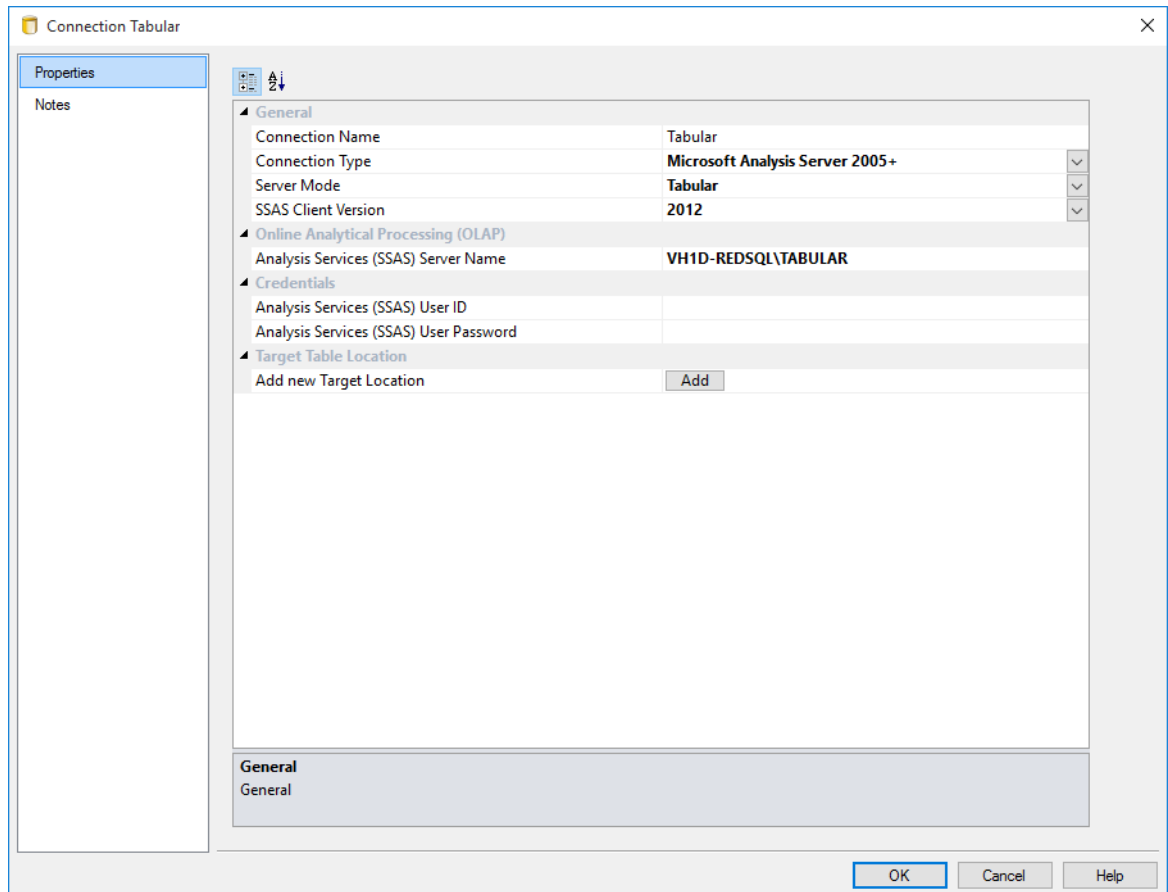 Connection Tabular
Properties
Notes
General
Connection Name Tabular
Connection Type Microsoft Analysis Server 2005+
Server Mode Tabular
SSAS Client Version 2012
Online Analytical Processing (OLAP)
Analysis Services (SSAS) Server Name VH1D-REDSQL\TABULAR
Credentials
Analysis Services (SSAS) User ID
Analysis Services (SSAS) User Password
Target Table Location
Add new Target Location Add
General
General
OK Cancel Help